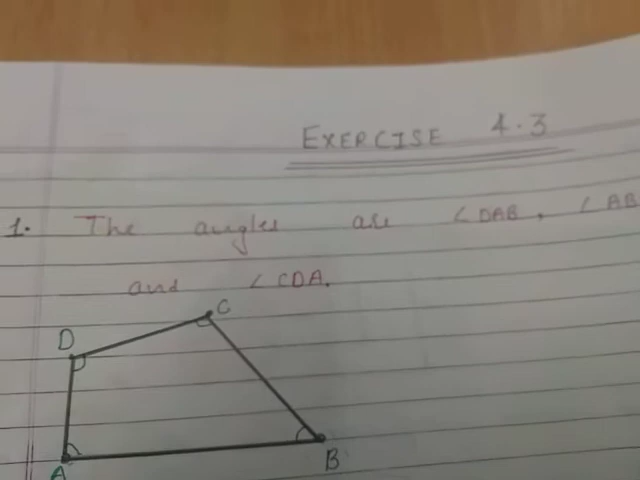 EXERCISE 4.3
1. The angles are ∠DAB, ∠AB
and ∠CDA.
C
D
B
A